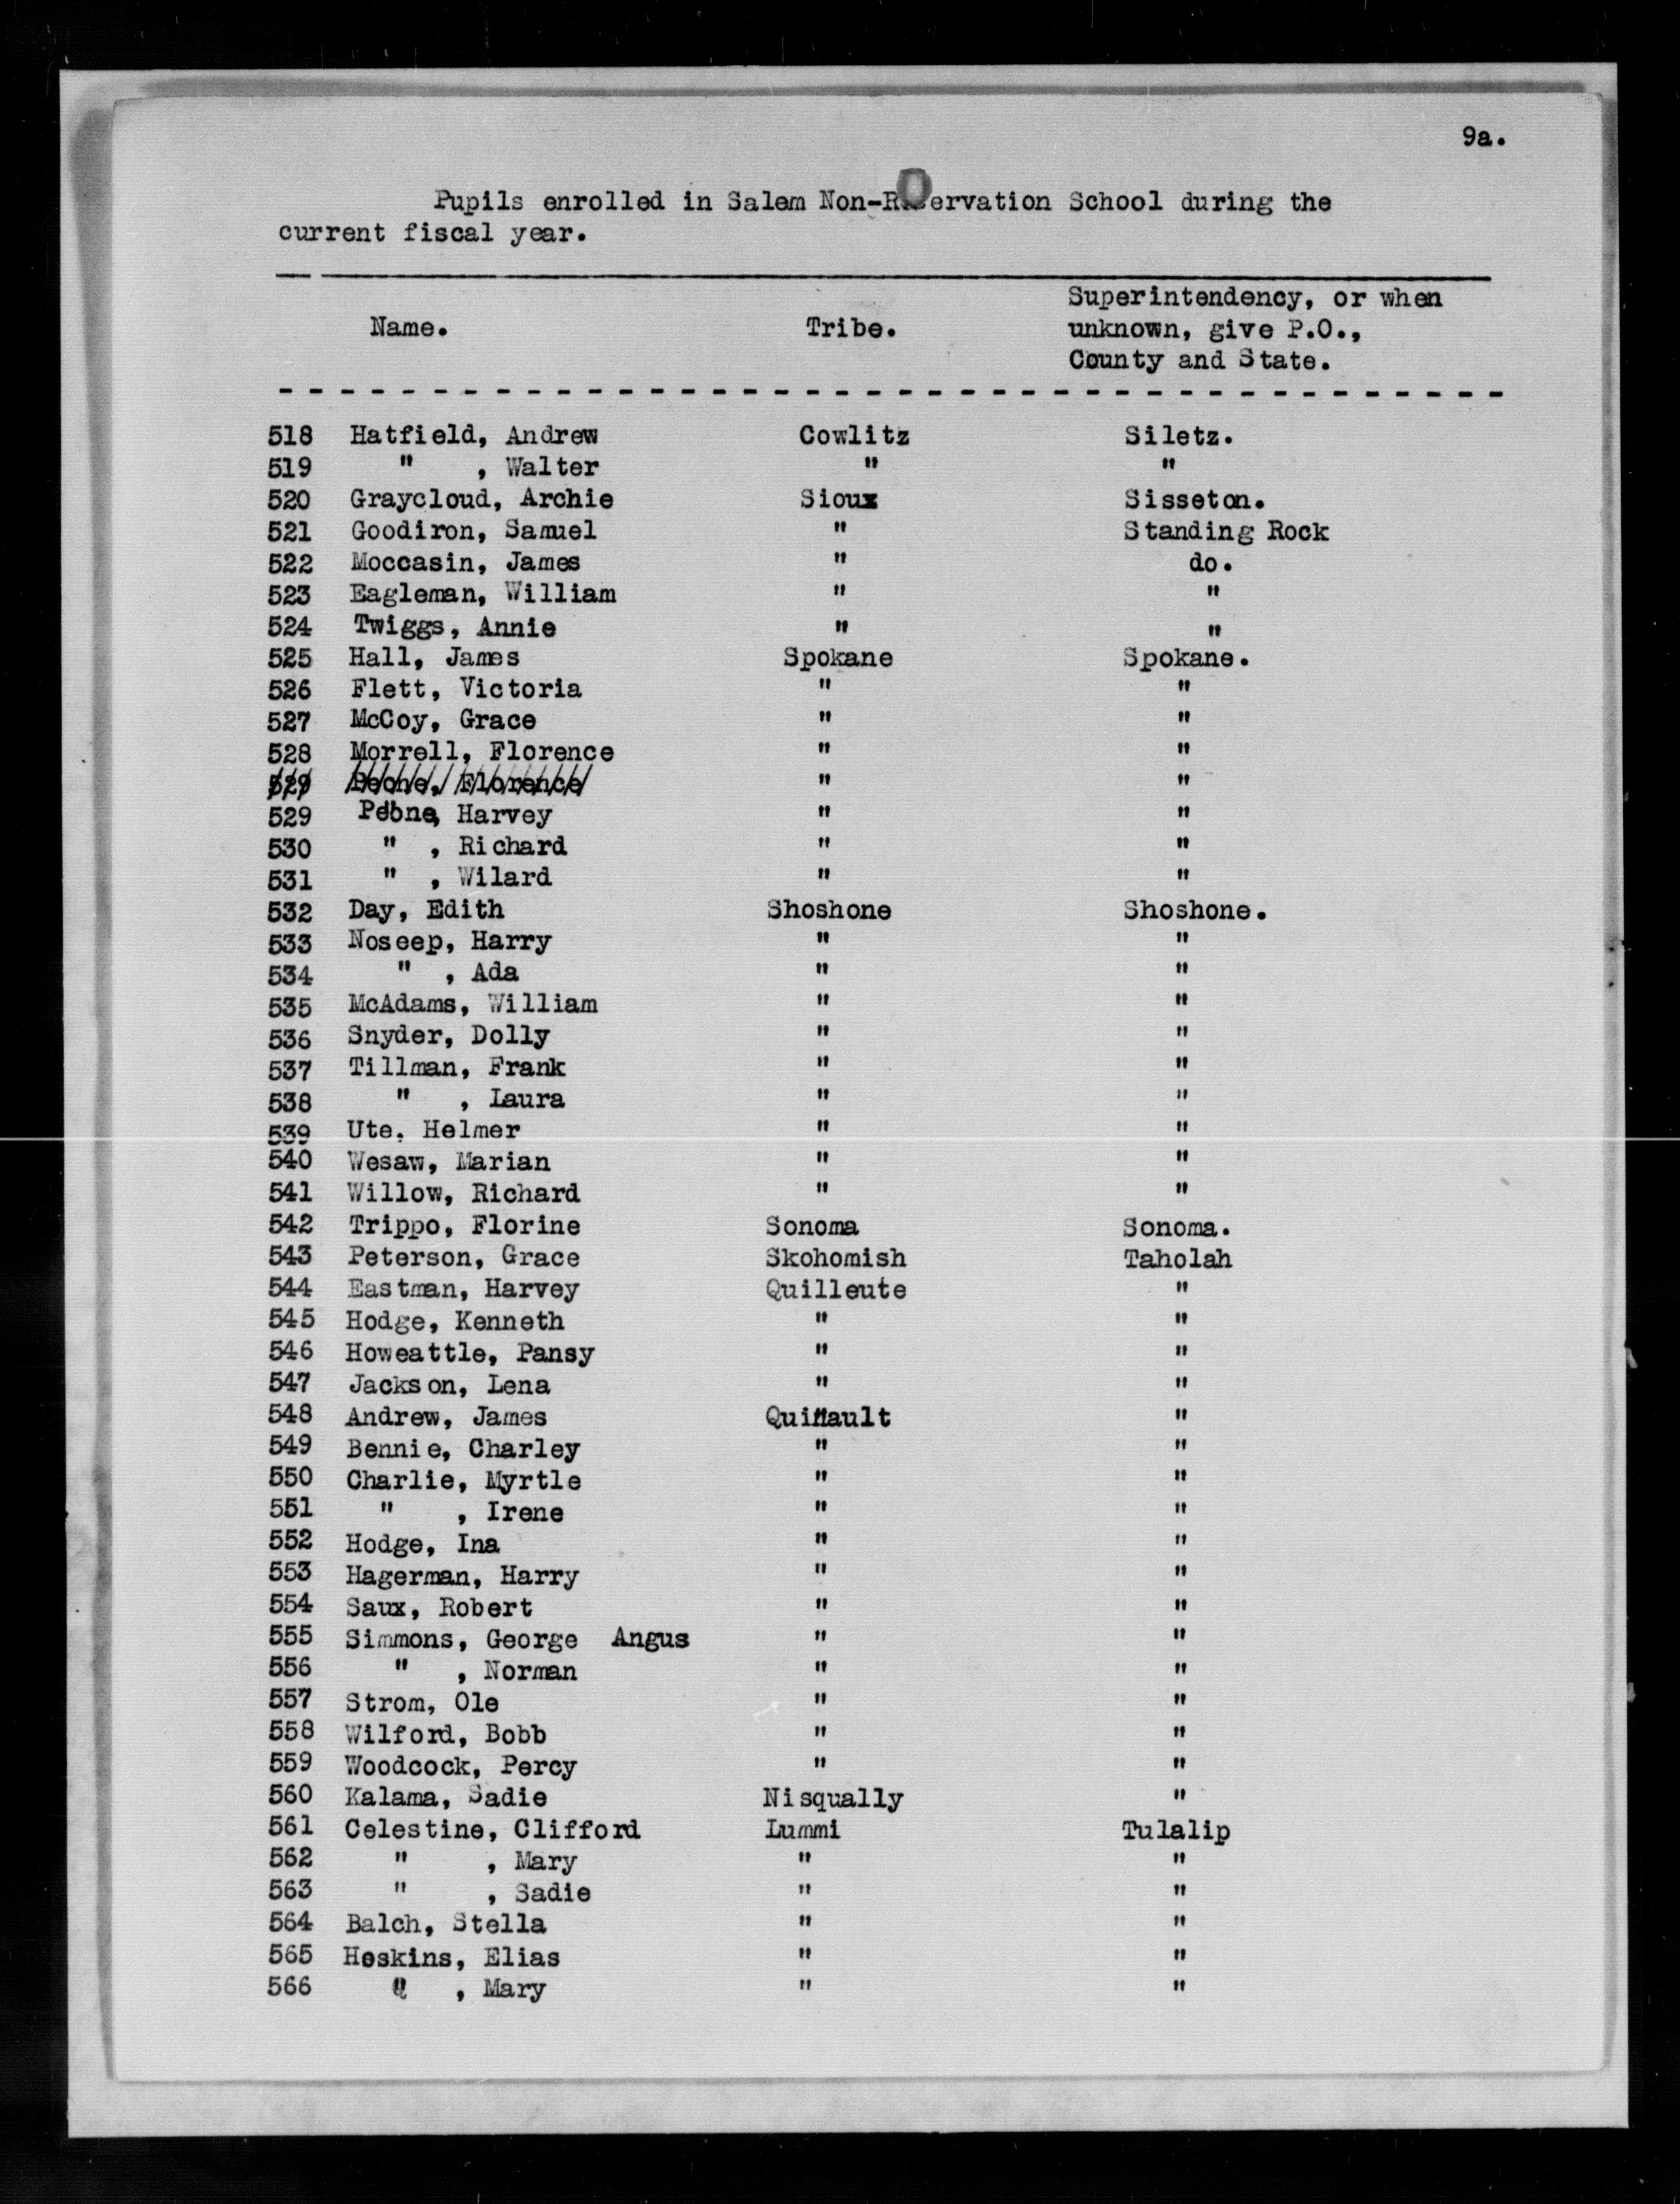 9a.
Pupils enrolled in Salem Non-Reservation School during the
current fiscal year.
Name. Tribe. Superintendency, or when
unknown, give P.O.,
County and State.
518 Hatfield, Andrew Cowlitz Siletz.
519 " , Walter " "
520 Graycloud, Archie Sioux Sisseton.
521 Goodiron, Samuel " Standing Rock
522 Moccasin, James " do.
523 Eagleman, William " "
524 Twiggs, Annie " "
525 Hall, James Spokane Spokane.
526 Flett, Victoria " "
527 McCoy, Grace " "
528 Morrell, Florence " "
529 Peone, Florence " "
529 Peone, Harvey " "
530 " , Richard " "
531 " , Wilard " "
532 Day, Edith Shoshone Shoshone.
533 Noseep, Harry " "
534 " , Ada " "
535 McAdams, William " "
536 Snyder, Dolly " "
537 Tillman, Frank " "
538 " , Laura " "
539 Ute, Helmer " "
540 Wesaw, Marian " "
541 Willow, Richard " "
542 Trippo, Florine Sonoma Sonoma.
543 Peterson, Grace Skohomish Taholah
544 Eastman, Harvey Quilleute "
545 Hodge, Kenneth " "
546 Howeattle, Pansy " "
547 Jackson, Lena " "
548 Andrew, James Quinault "
549 Bennie, Charley " "
550 Charlie, Myrtle " "
551 " , Irene " "
552 Hodge, Ina " "
553 Hagerman, Harry " "
554 Saux, Robert " "
555 Simmons, George Angus " "
556 " , Norman " "
557 Strom, Ole " "
558 Wilford, Bobb " "
559 Woodcock, Percy " "
560 Kalama, Sadie Nisqually "
561 Celestine, Clifford Lummi Tulalip
562 " , Mary " "
563 " , Sadie " "
564 Balch, Stella " "
565 Hoskins, Elias " "
566 " , Mary " "